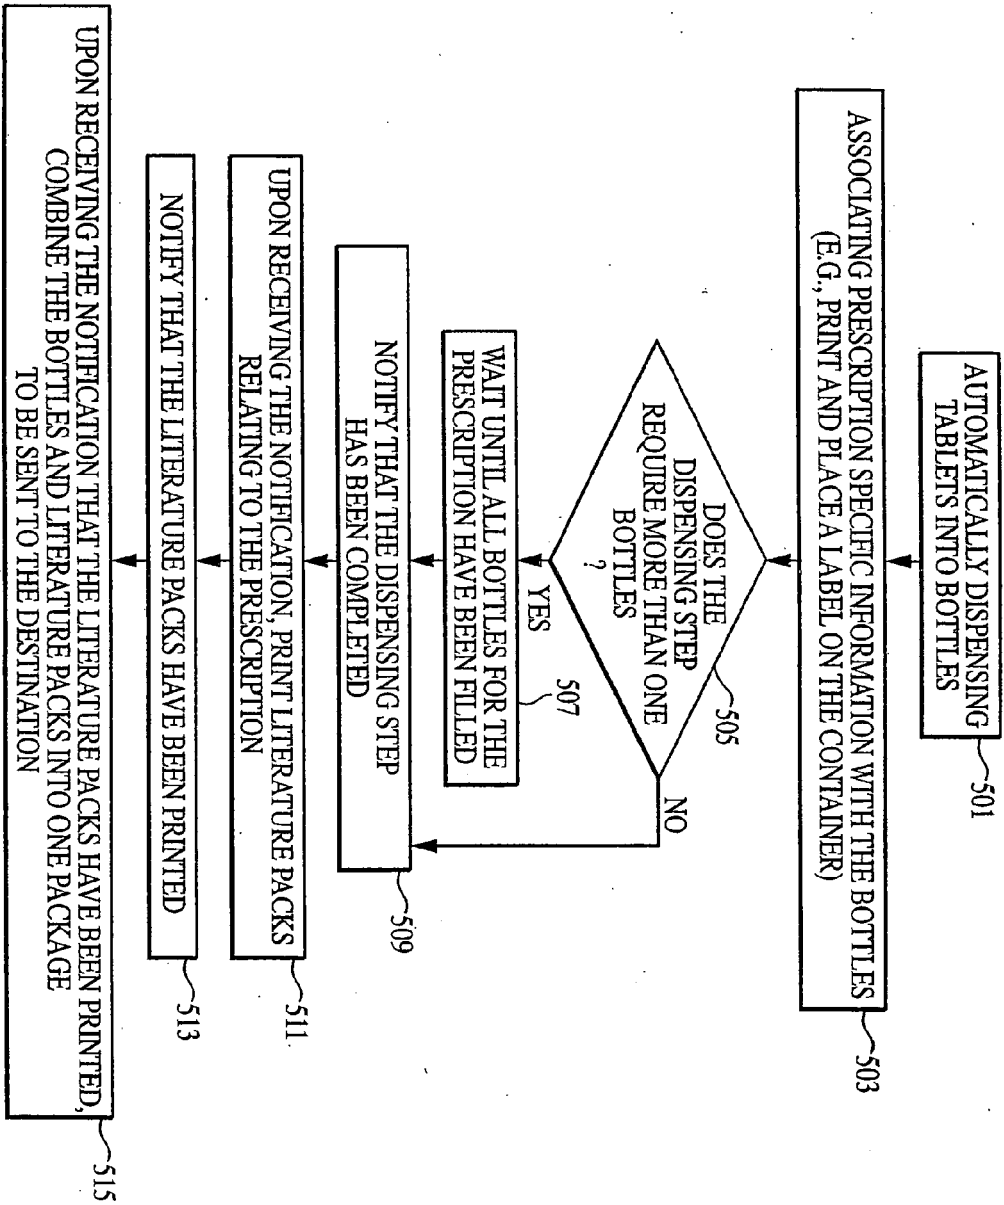 AUTOMATICALLY DISPENSING
TABLETS INTO BOTTLES
501
ASSOCIATING PRESCRIPTION SPECIFIC INFORMATION WITH THE BOTTLES
(E.G., PRINT AND PLACE A LABEL ON THE CONTAINER)
503
DOES THE
DISPENSING STEP
REQUIRE MORE THAN ONE
BOTTLES
?
505
NO
YES
507
WAIT UNTIL ALL BOTTLES FOR THE
PRESCRIPTION HAVE BEEN FILLED
NOTIFY THAT THE DISPENSING STEP
HAS BEEN COMPLETED
509
UPON RECEIVING THE NOTIFICATION, PRINT LITERATURE PACKS
RELATING TO THE PRESCRIPTION
511
NOTIFY THAT THE LITERATURE PACKS HAVE BEEN PRINTED
513
UPON RECEIVING THE NOTIFICATION THAT THE LITERATURE PACKS HAVE BEEN PRINTED,
COMBINE THE BOTTLES AND LITERATURE PACKS INTO ONE PACKAGE
TO BE SENT TO THE DESTINATION
515